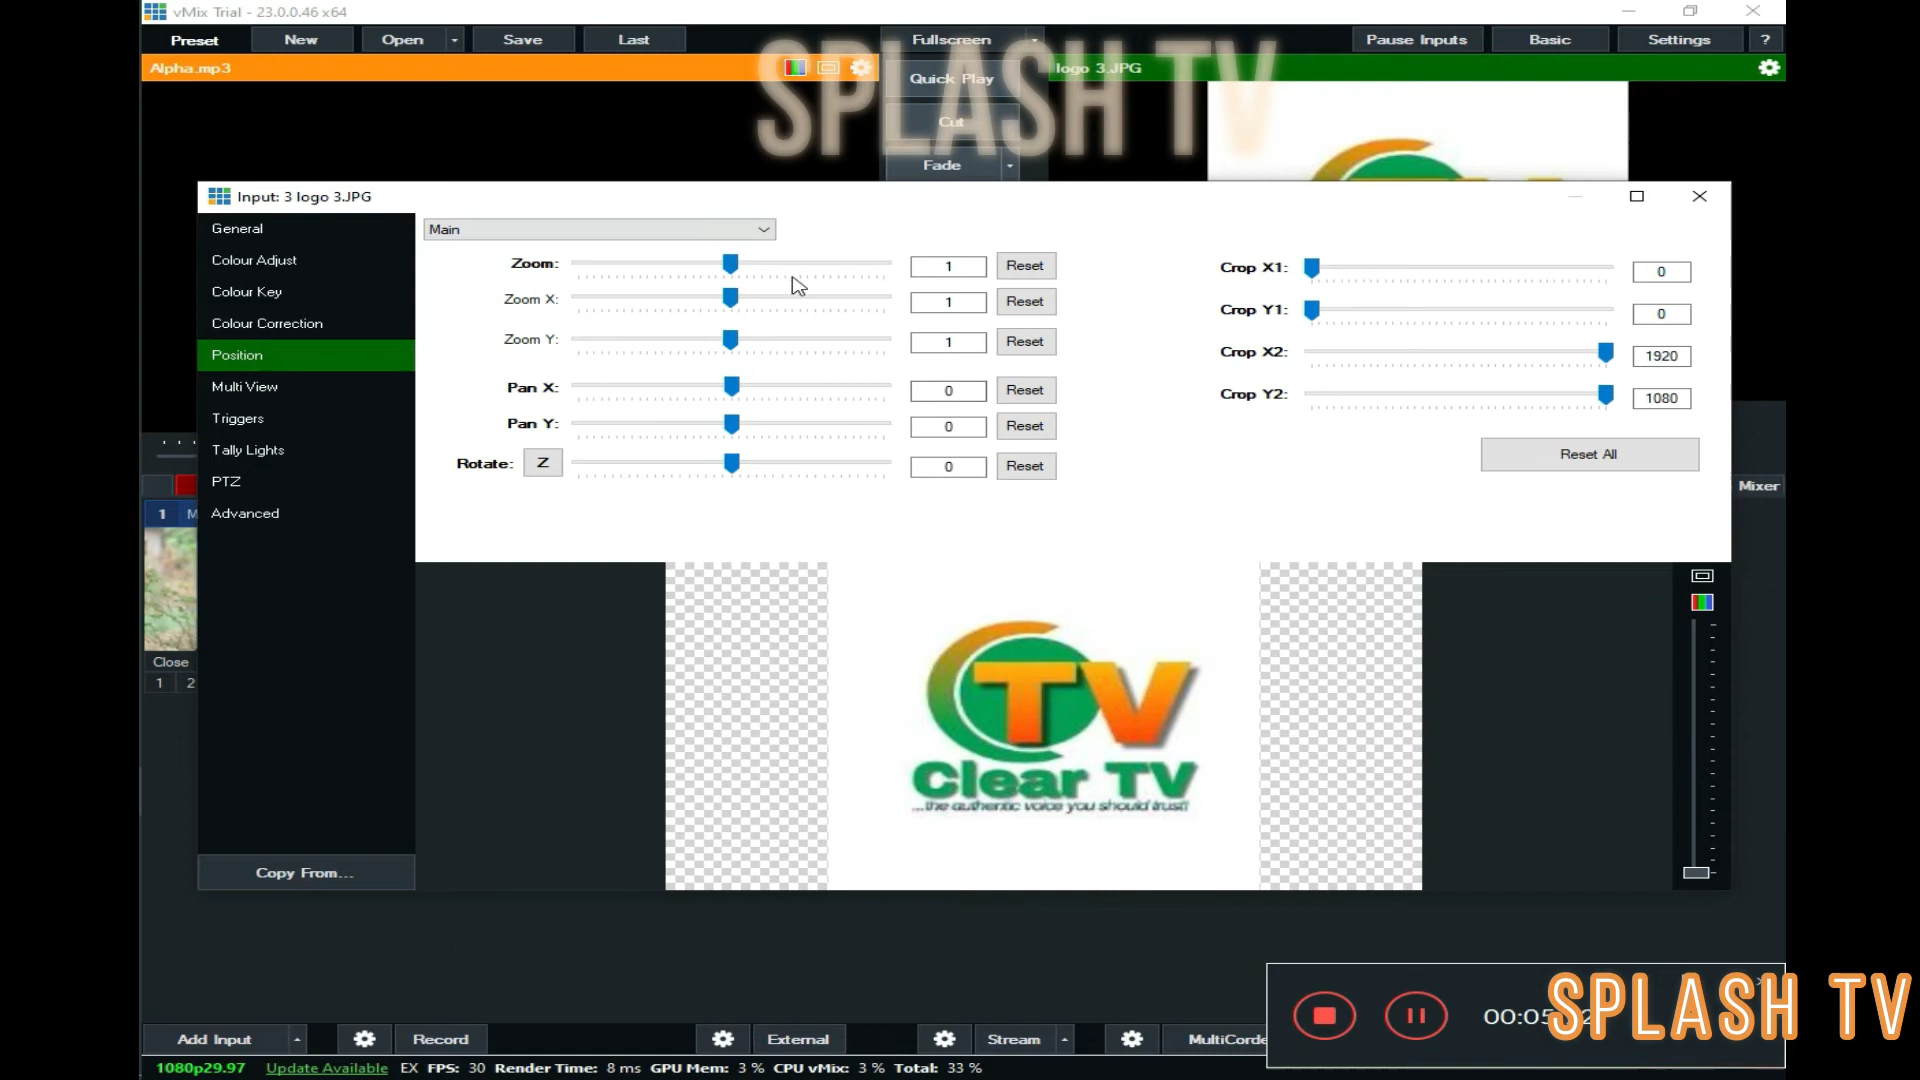 vMix Trial - 23.0.0.46 x64
Preset New Open Save Last Fullscreen Pause Inputs Basic Settings ?
Alpha.mp3
logo 3.JPG
Quick Play
SPLASH TV
Cut
Fade
Input: 3 logo 3.JPG
General
Colour Adjust
Colour Key
Colour Correction
Position
Multi View
Triggers
Tally Lights
PTZ
Advanced
Copy From...
Main
Zoom: 1 Reset
Zoom X: 1 Reset
Zoom Y: 1 Reset
Pan X: 0 Reset
Pan Y: 0 Reset
Rotate: Z 0 Reset
Crop X1: 0
Crop Y1: 0
Crop X2: 1920
Crop Y2: 1080
Reset All
Mixer
1 M
Close
1 2
TV
Clear TV
...the authentic voice you should trust!
00:05
SPLASH TV
Add Input Record External Stream MultiCorde
1080p29.97 Update Available EX FPS: 30 Render Time: 8 ms GPU Mem: 3 % CPU vMix: 3 % Total: 33 %